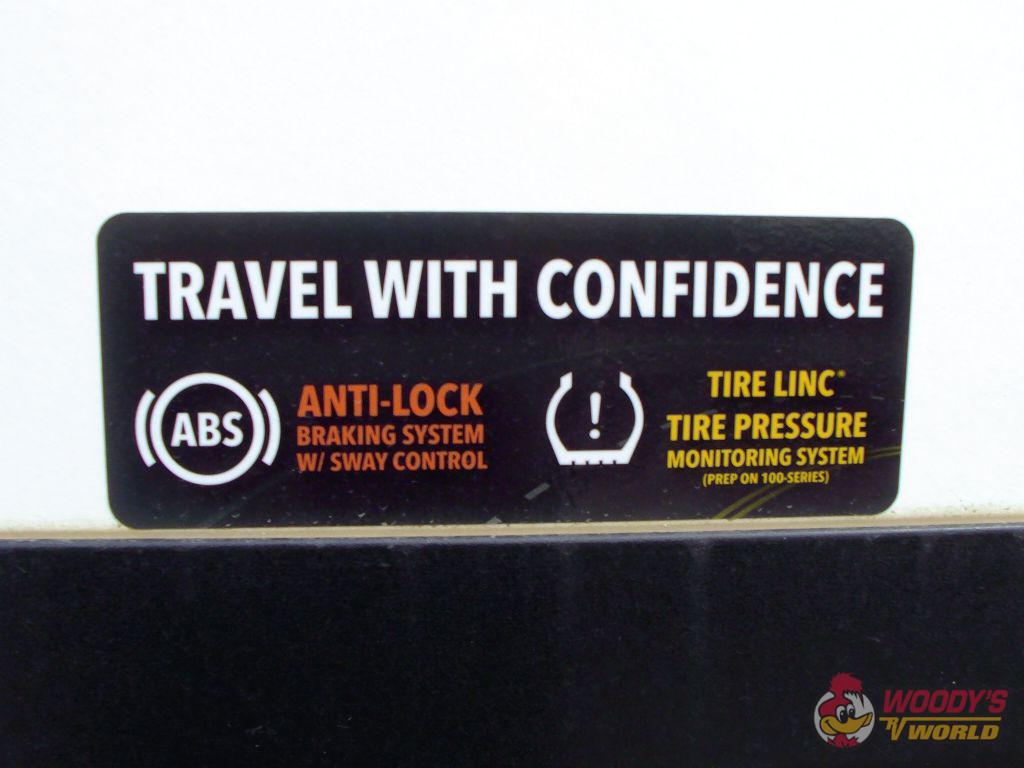 TRAVEL WITH CONFIDENCE
ABS
ANTI-LOCK
BRAKING SYSTEM
W/ SWAY CONTROL
!
TIRE LINC®
TIRE PRESSURE
MONITORING SYSTEM
(PREP ON 100-SERIES)
WOODY'S
RV WORLD